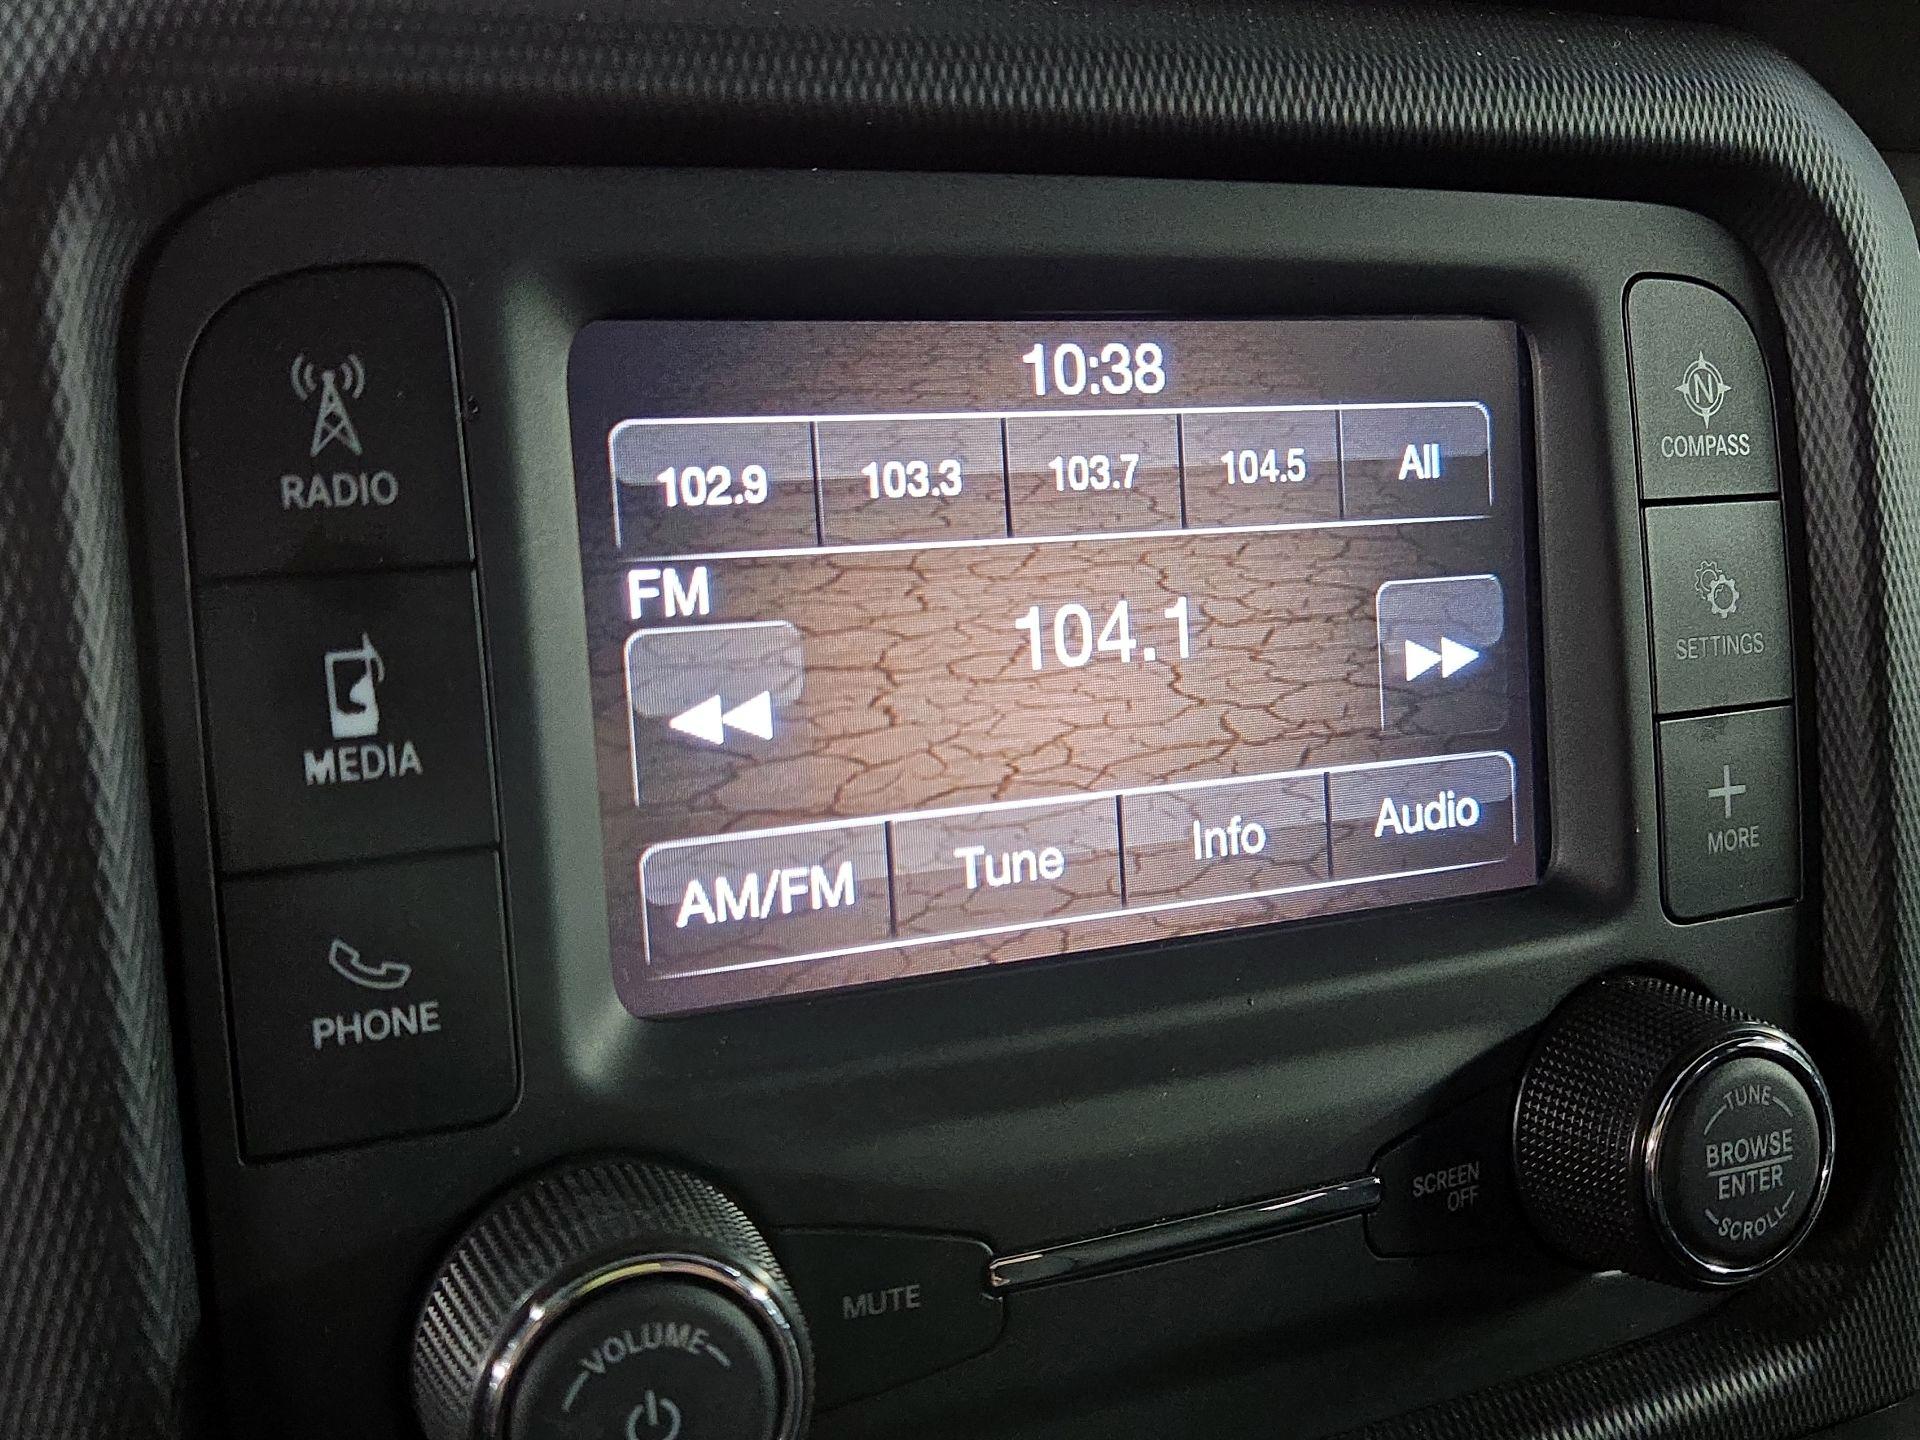 10:38
102.9 103.3 103.7 104.5 All
FM
104.1
AM/FM Tune Info Audio
RADIO
MEDIA
PHONE
N
COMPASS
SETTINGS
MORE
VOLUME
MUTE
SCREEN
OFF
TUNE
BROWSE
ENTER
SCROLL